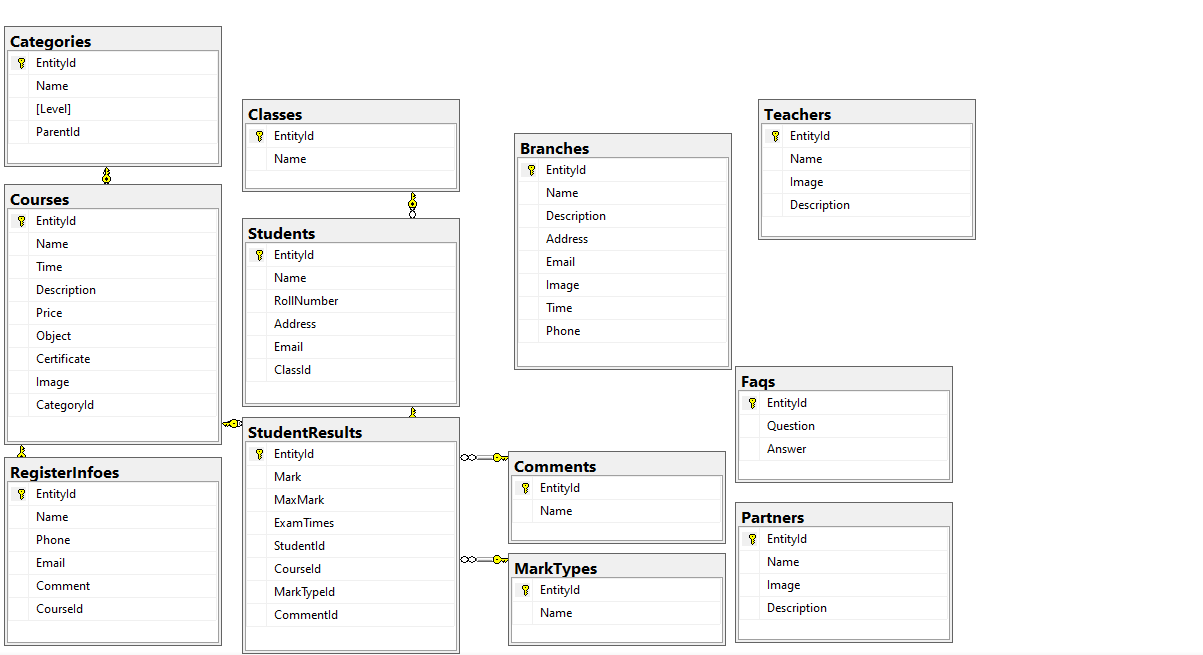 Categories
EntityId
Name
[Level]
ParentId
Courses
EntityId
Name
Time
Description
Price
Object
Certificate
Image
CategoryId
RegisterInfoes
EntityId
Name
Phone
Email
Comment
CourseId
Classes
EntityId
Name
Students
EntityId
Name
RollNumber
Address
Email
ClassId
StudentResults
EntityId
Mark
MaxMark
ExamTimes
StudentId
CourseId
MarkTypeId
CommentId
Branches
EntityId
Name
Description
Address
Email
Image
Time
Phone
Comments
EntityId
Name
MarkTypes
EntityId
Name
Teachers
EntityId
Name
Image
Description
Faqs
EntityId
Question
Answer
Partners
EntityId
Name
Image
Description